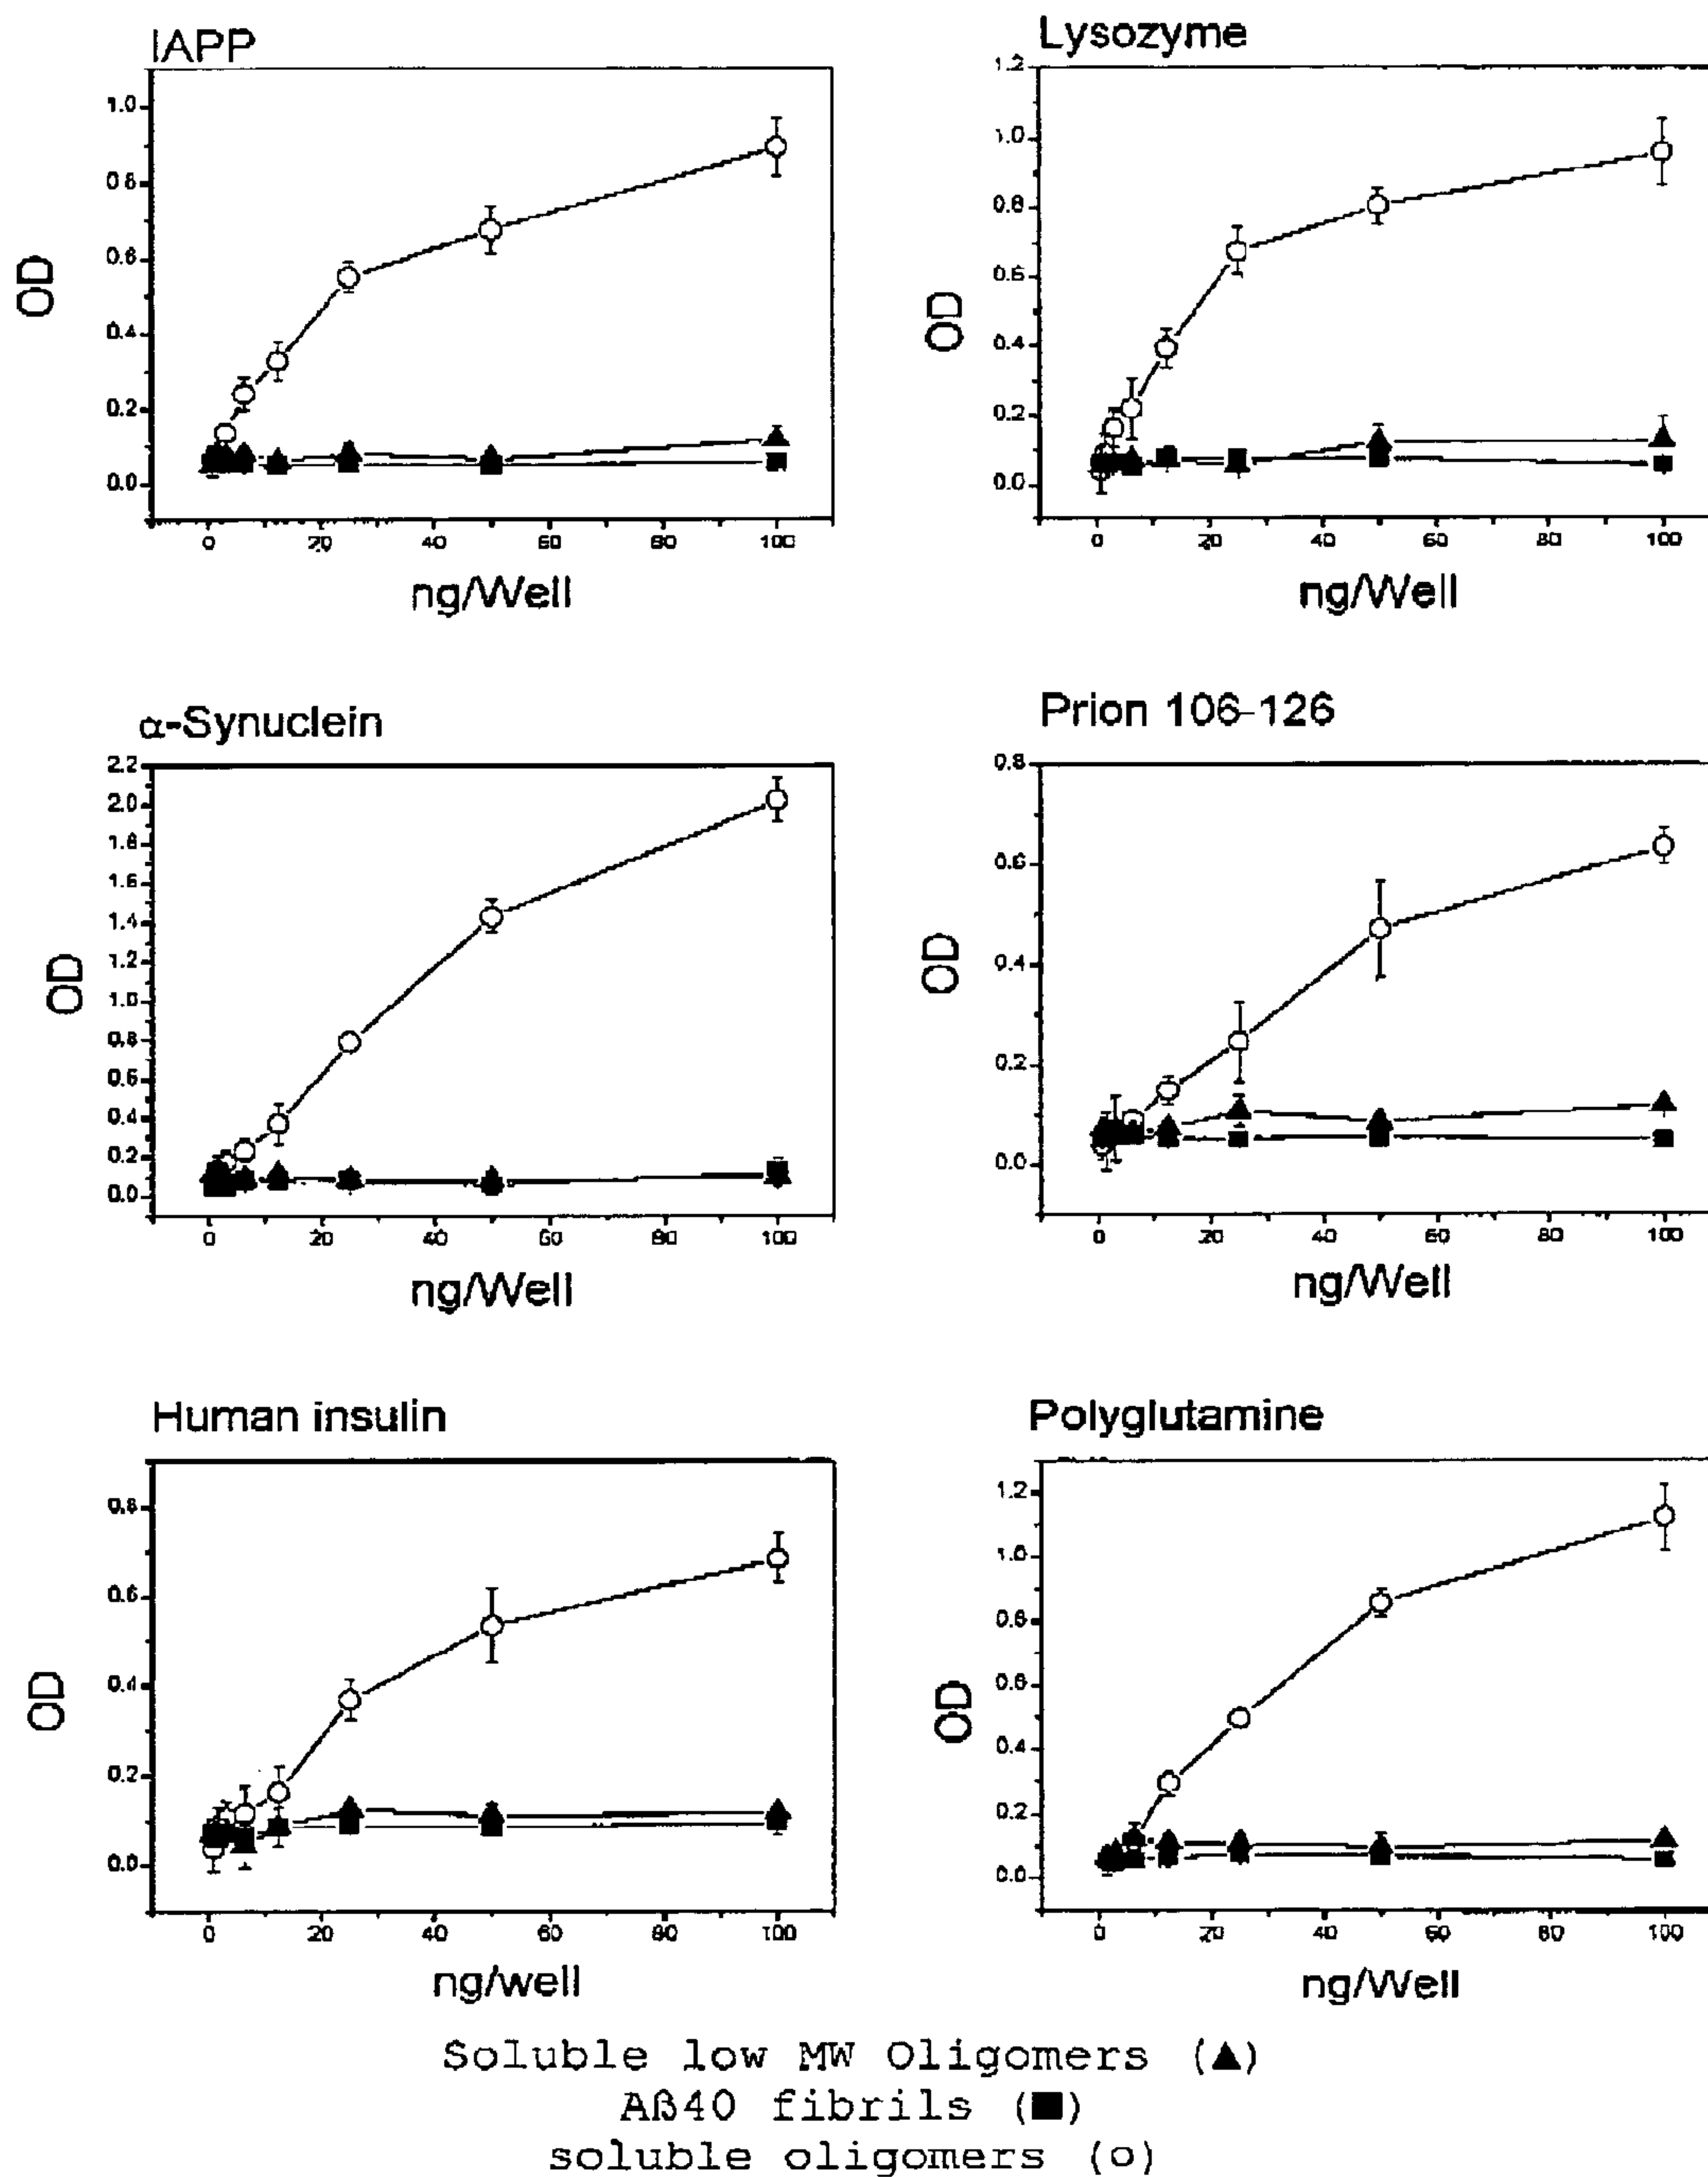 IAPP
1.0
0.8
0.6
0.4
0.2
0.0
OD
0 20 40 60 80 100
ng/Well
Lysozyme
1.2
1.0
0.8
0.6
0.4
0.2
0.0
OD
0 20 40 60 80 100
ng/Well
α-Synuclein
2.2
2.0
1.8
1.6
1.4
1.2
1.0
0.8
0.6
0.4
0.2
0.0
OD
0 20 40 60 80 100
ng/Well
Prion 106-126
0.8
0.6
0.4
0.2
0.0
OD
0 20 40 60 80 100
ng/Well
Human insulin
0.8
0.6
0.4
0.2
0.0
OD
0 20 40 60 80 100
ng/well
Polyglutamine
1.2
1.0
0.8
0.6
0.4
0.2
0.0
OD
0 20 40 60 80 100
ng/Well
Soluble low MW Oligomers (▲)
Aß40 fibrils (■)
soluble oligomers (o)